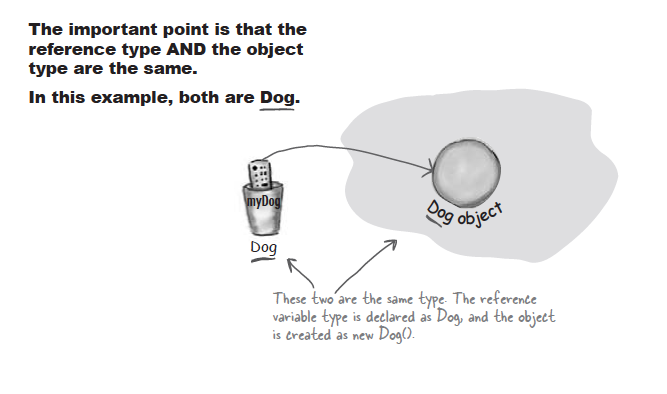 The important point is that the
reference type AND the object
type are the same.
In this example, both are Dog.
myDog
Dog object
Dog
These two are the same type. The reference
variable type is declared as Dog, and the object
is created as new Dog().